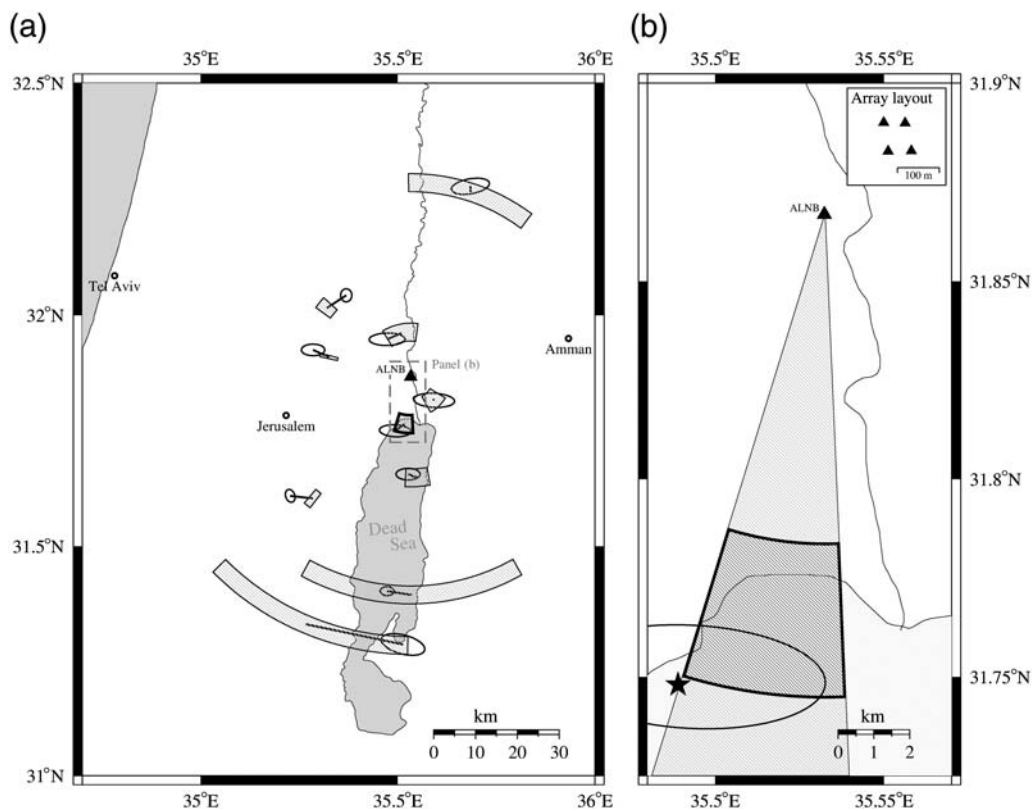 (a)
(b)
35°E
35.5°E
36°E
35.5°E
35.55°E
32.5°N
31.9°N
Array layout
100 m
ALNB
Tel Aviv
31.85°N
32°N
Amman
Panel (b)
ALNB
Jerusalem
31.8°N
Dead
Sea
31.5°N
31.75°N
km
0 10 20 30
km
0 1 2
31°N
35°E
35.5°E
36°E
35.5°E
35.55°E